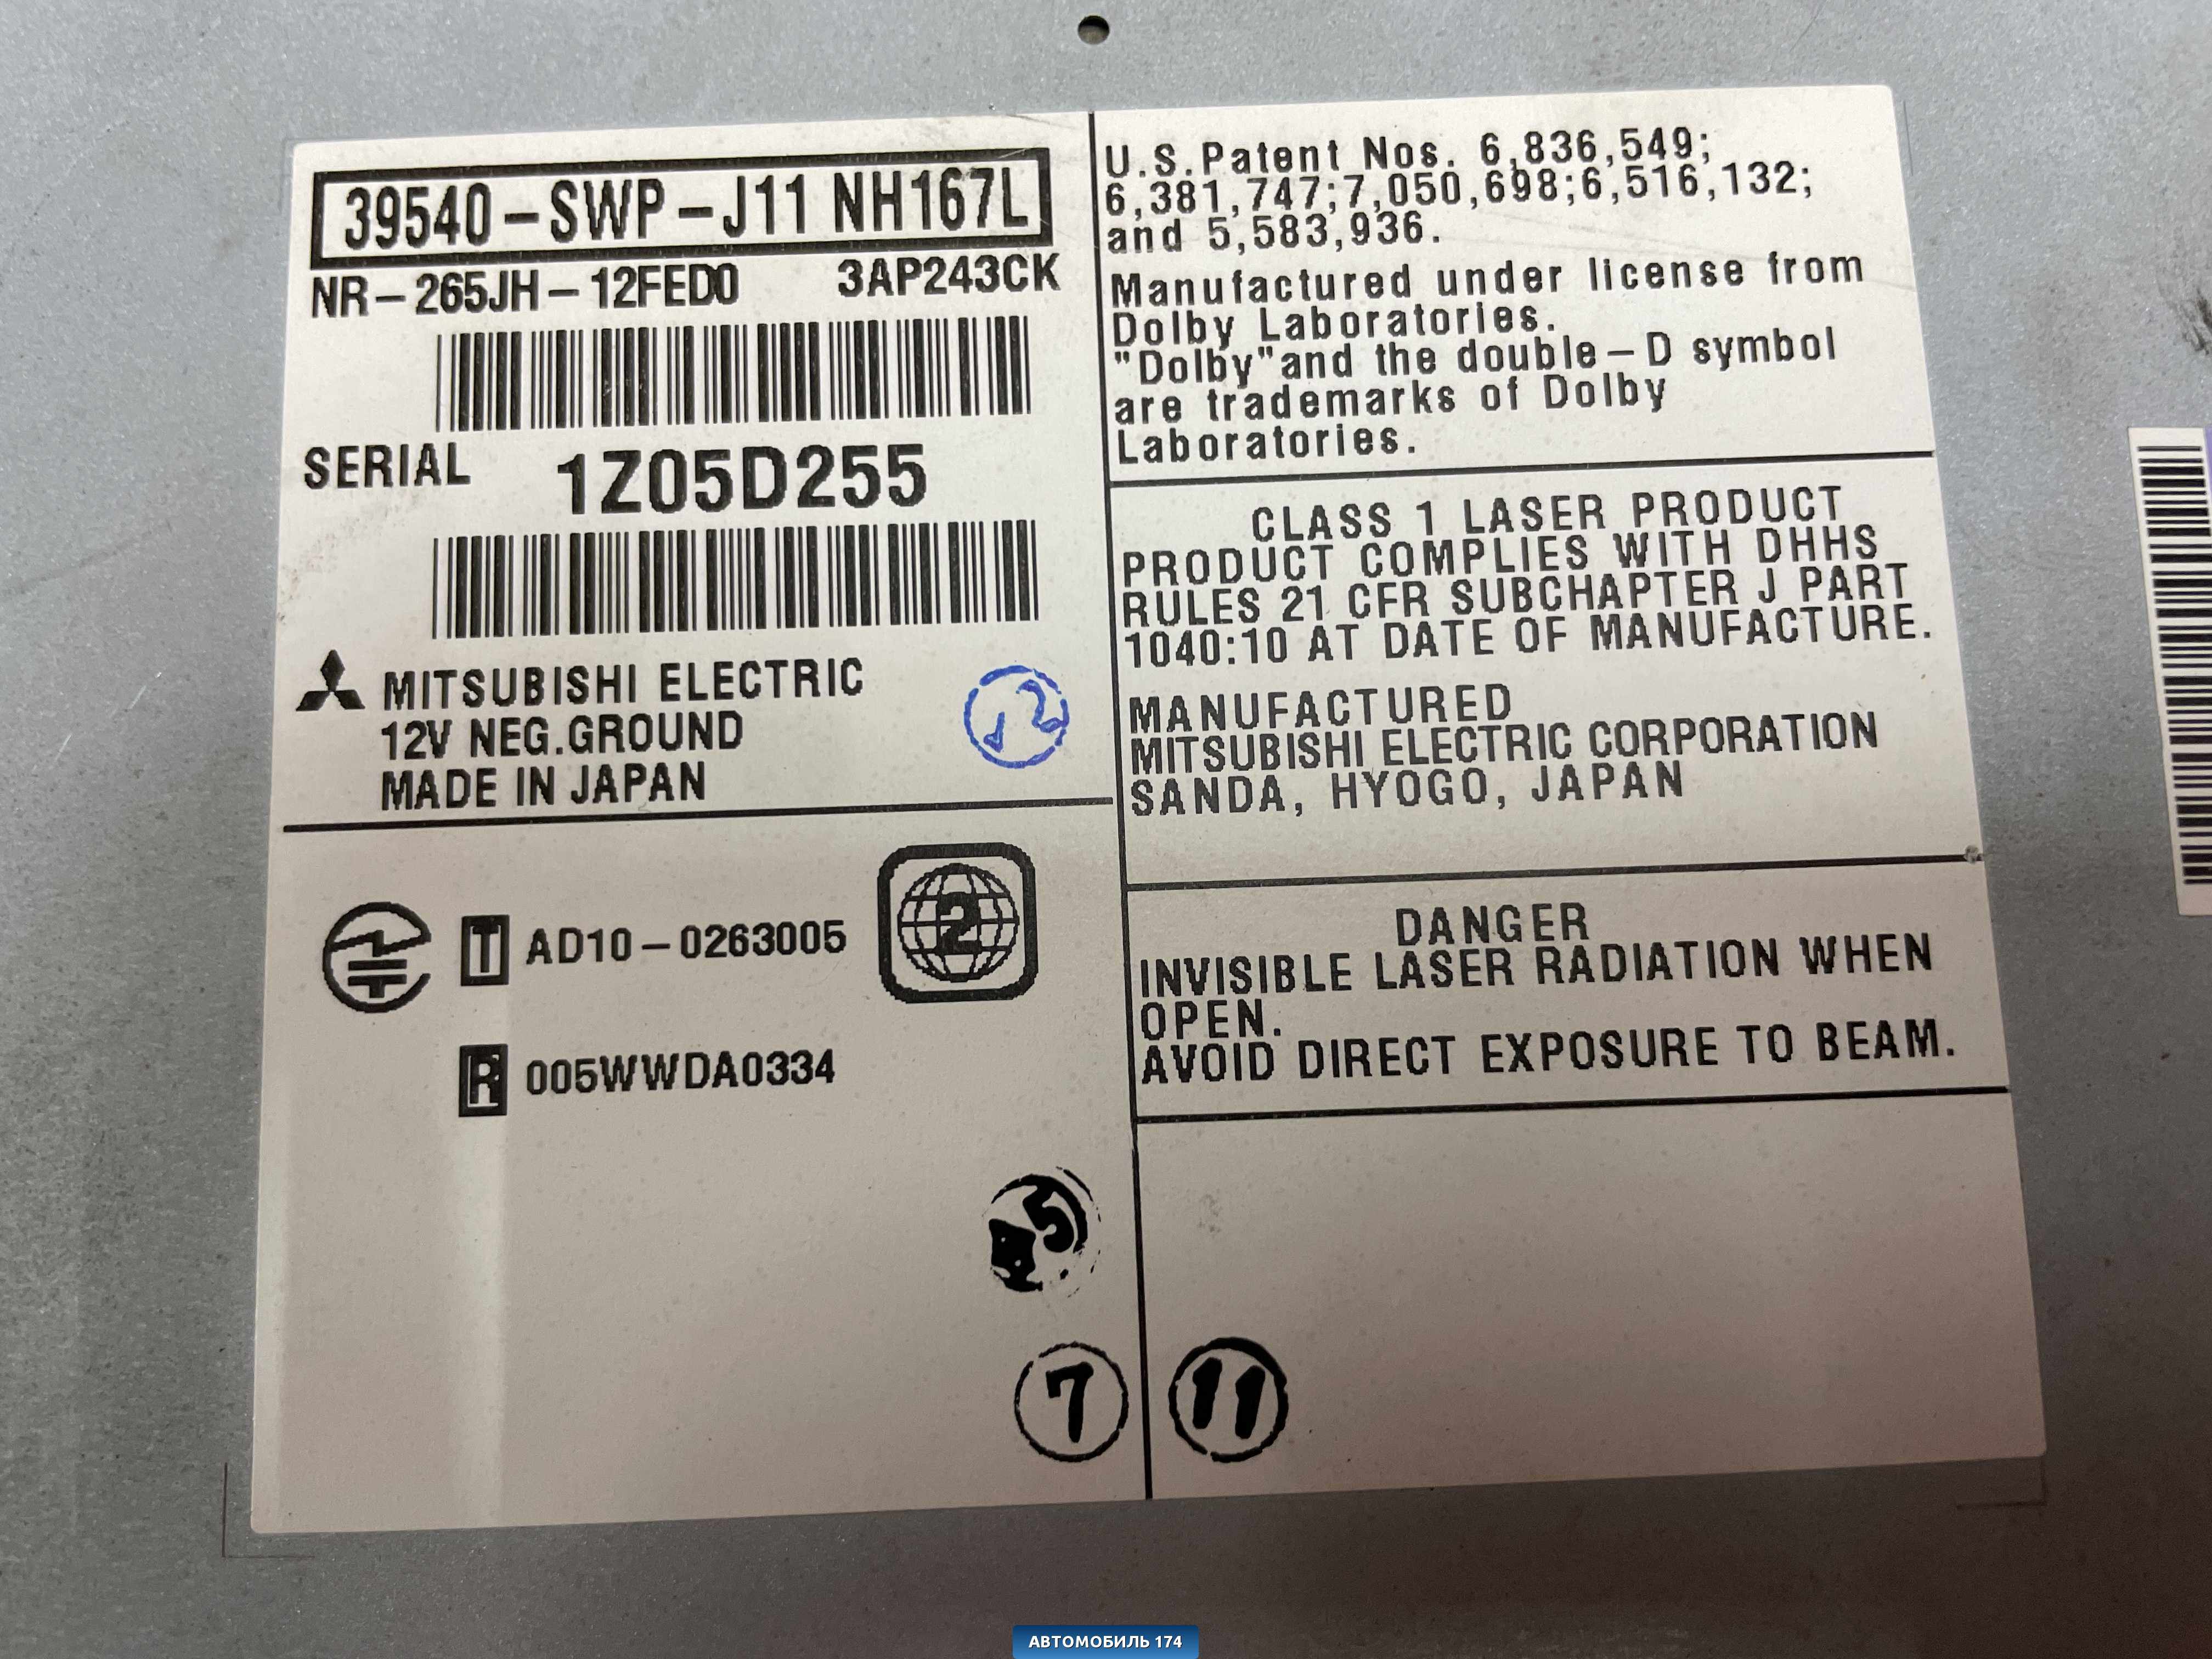 39540-SWP-J11 NH167L
NR-265JH-12FED0 3AP243CK
SERIAL 1Z05D255
MITSUBISHI ELECTRIC
12V NEG.GROUND
MADE IN JAPAN
12
T AD10-0263005
2
R 005WWDA0334
5
7
U.S.Patent Nos. 6,836,549;
6,381,747;7,050,698;6,516,132;
and 5,583,936.
Manufactured under license from
Dolby Laboratories.
"Dolby"and the double-D symbol
are trademarks of Dolby
Laboratories.
CLASS 1 LASER PRODUCT
PRODUCT COMPLIES WITH DHHS
RULES 21 CFR SUBCHAPTER J PART
1040:10 AT DATE OF MANUFACTURE.
MANUFACTURED
MITSUBISHI ELECTRIC CORPORATION
SANDA, HYOGO, JAPAN
DANGER
INVISIBLE LASER RADIATION WHEN
OPEN.
AVOID DIRECT EXPOSURE TO BEAM.
11
АВТОМОБИЛЬ 174